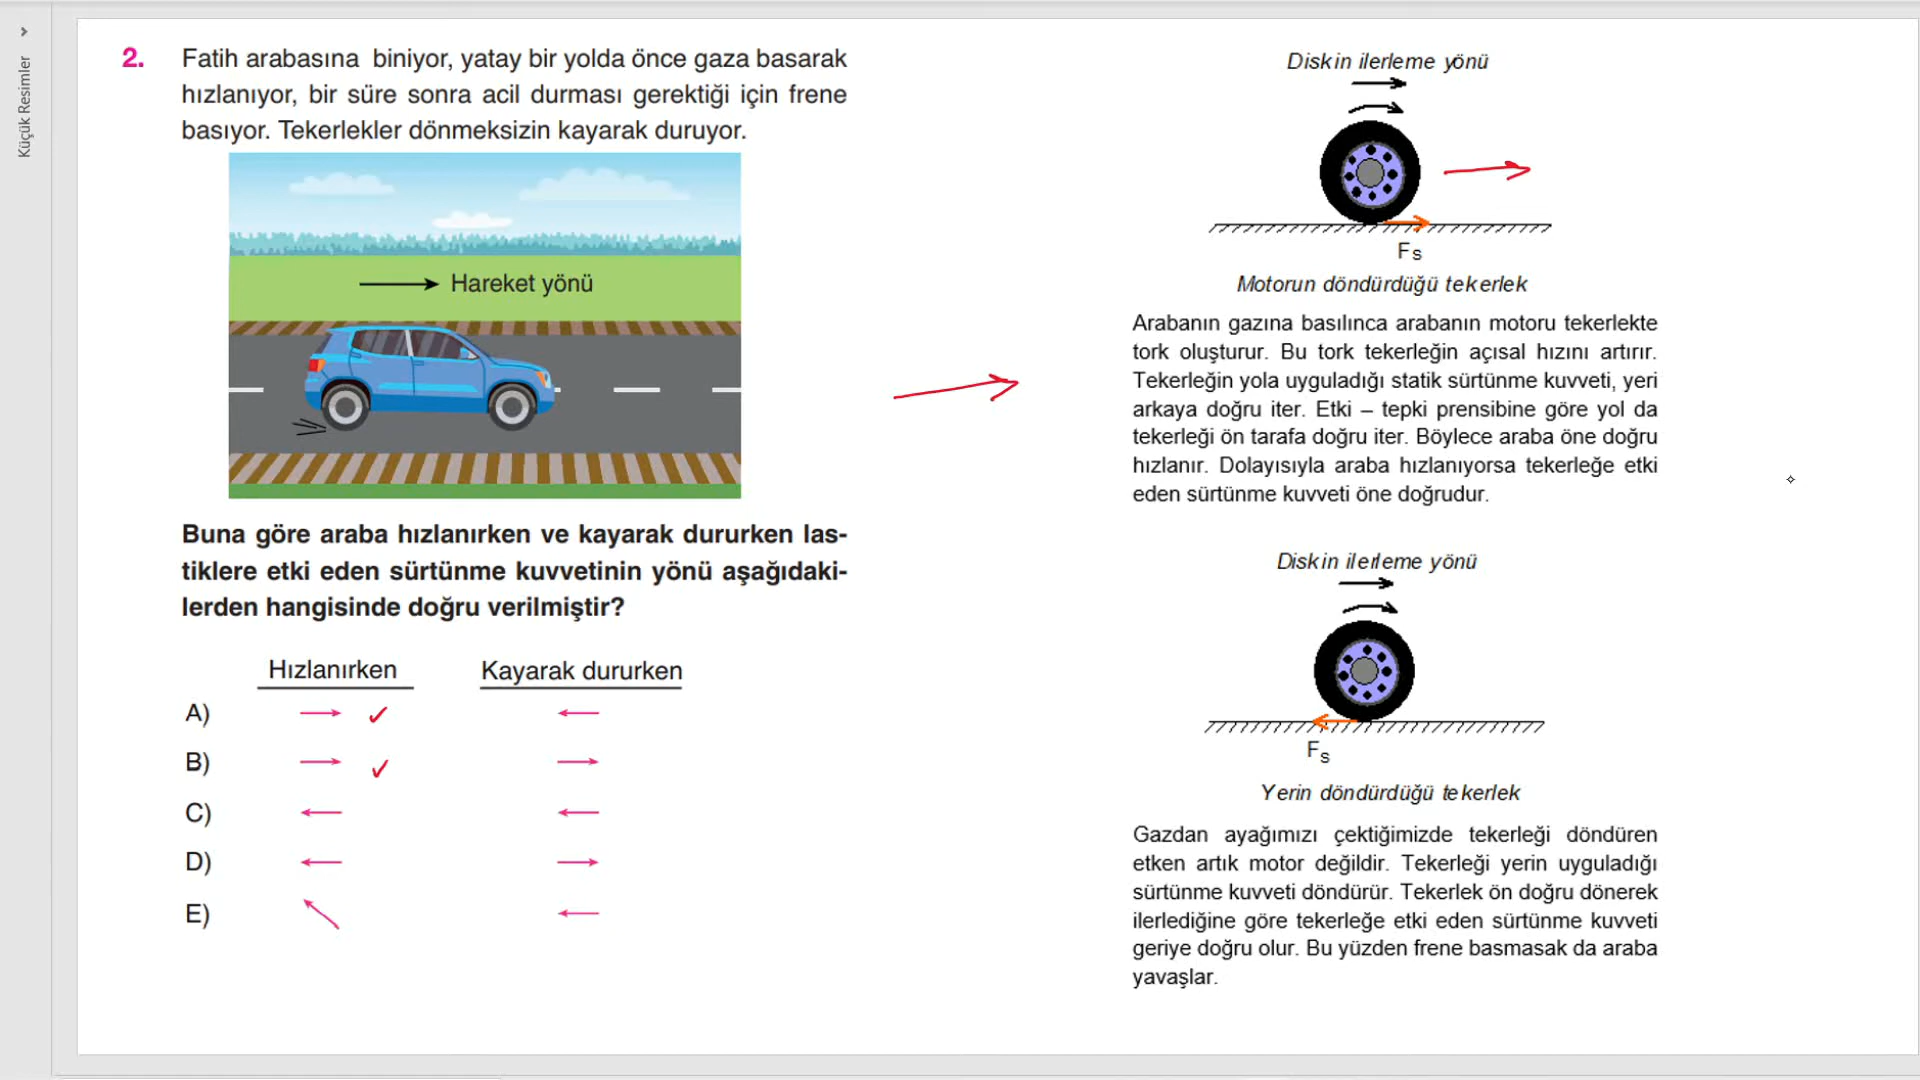 Küçük Resimler
2. Fatih arabasına biniyor, yatay bir yolda önce gaza basarak
hızlanıyor, bir süre sonra acil durması gerektiği için frene
basıyor. Tekerlekler dönmeksizin kayarak duruyor.
Hareket yönü
Buna göre araba hızlanırken ve kayarak dururken las-
tiklere etki eden sürtünme kuvvetinin yönü aşağıdaki-
lerden hangisinde doğru verilmiştir?
Hızlanırken Kayarak dururken
A) → ✓ ←
B) → ✓ →
C) ← ←
D) ← →
E) ↖ ←
Diskin ilerleme yönü
Fs
Motorun döndürdüğü tekerlek
Arabanın gazına basılınca arabanın motoru tekerlekte
tork oluşturur. Bu tork tekerleğin açısal hızını artırır.
Tekerleğin yola uyguladığı statik sürtünme kuvveti, yeri
arkaya doğru iter. Etki – tepki prensibine göre yol da
tekerleği ön tarafa doğru iter. Böylece araba öne doğru
hızlanır. Dolayısıyla araba hızlanıyorsa tekerleğe etki
eden sürtünme kuvveti öne doğrudur.
Diskin ilerleme yönü
Fs
Yerin döndürdüğü tekerlek
Gazdan ayağımızı çektiğimizde tekerleği döndüren
etken artık motor değildir. Tekerleği yerin uyguladığı
sürtünme kuvveti döndürür. Tekerlek ön doğru dönerek
ilerlediğine göre tekerleğe etki eden sürtünme kuvveti
geriye doğru olur. Bu yüzden frene basmasak da araba
yavaşlar.